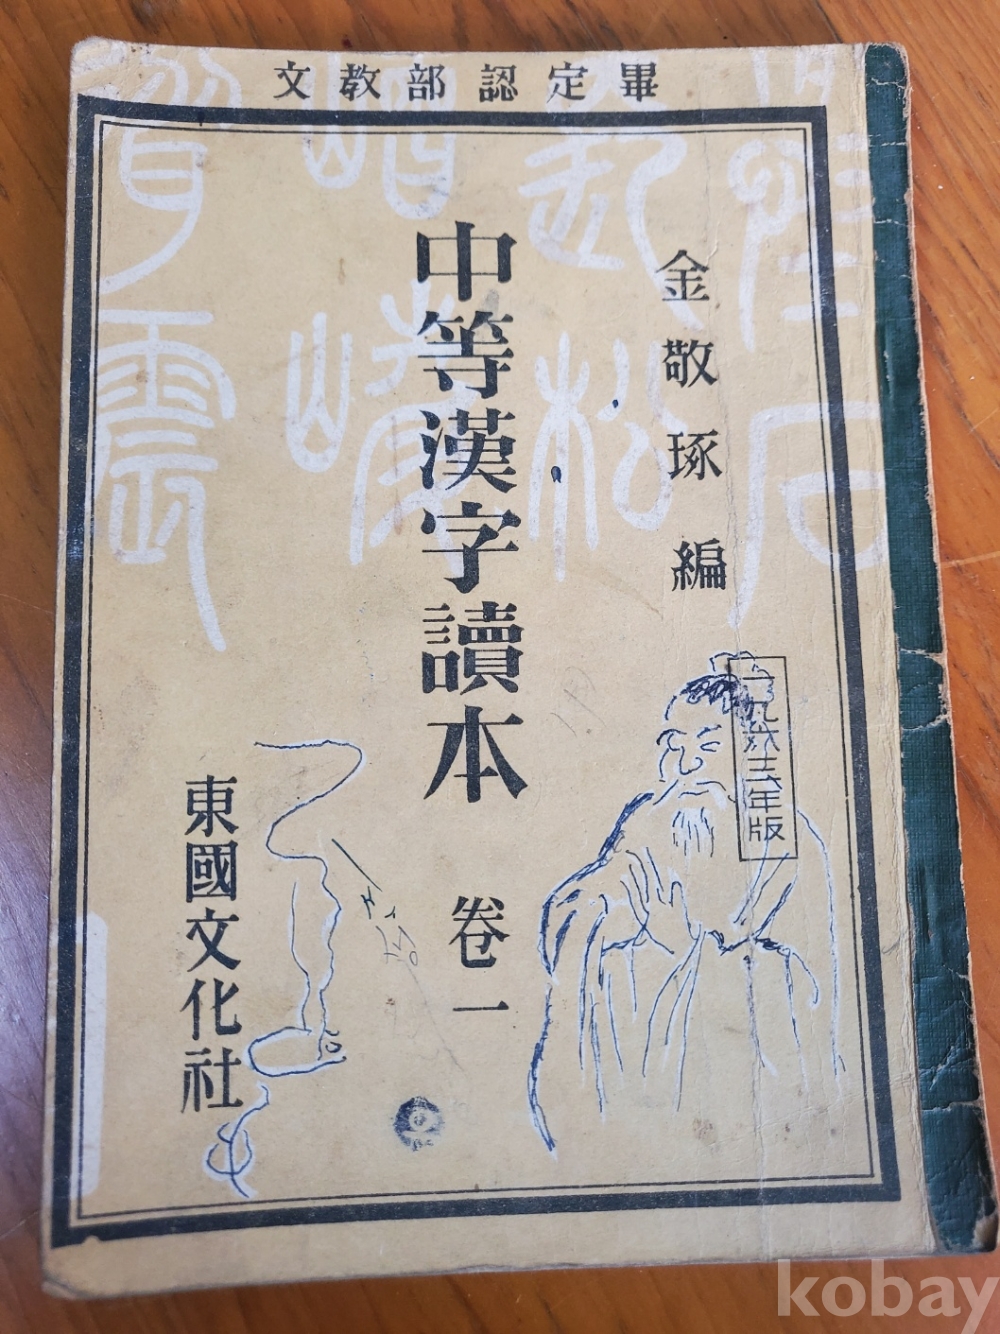 文教部認定畢
金敬琢編
一九六三年版
中等漢字讀本 卷一
東國文化社
kobay